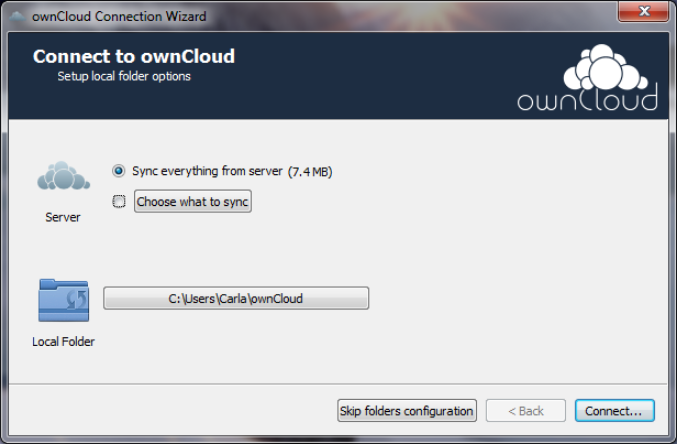 ownCloud Connection Wizard
Connect to ownCloud
Setup local folder options
ownCloud
Sync everything from server (7.4 MB)
Choose what to sync
Server
C:\Users\Carla\ownCloud
Local Folder
Skip folders configuration
< Back
Connect...